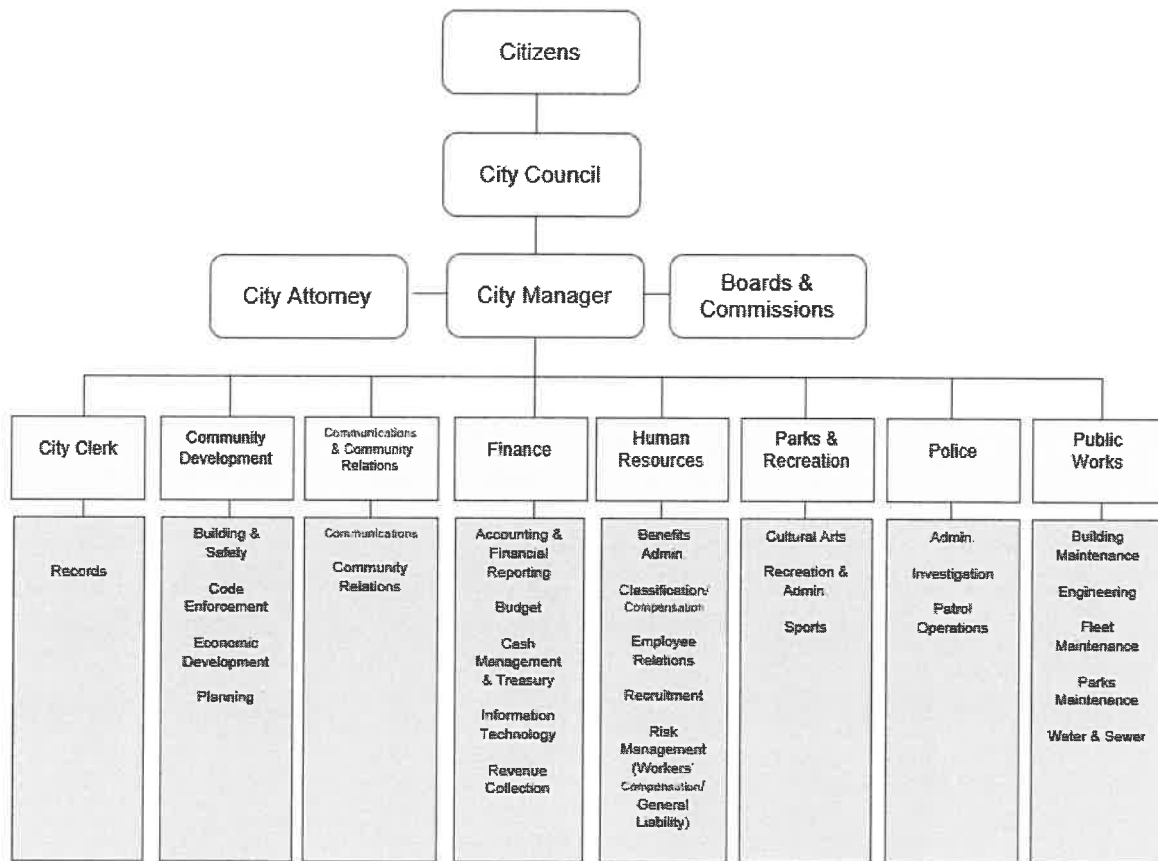 Citizens
City Council
City Attorney
City Manager
Boards &
Commissions
City Clerk
Community
Development
Communications
& Community
Relations
Finance
Human
Resources
Parks &
Recreation
Police
Public
Works
Records
Building &
Safety
Code
Enforcement
Economic
Development
Planning
Communications
Community
Relations
Accounting &
Financial
Reporting
Budget
Cash
Management
& Treasury
Information
Technology
Revenue
Collection
Benefits
Admin.
Classification/
Compensation
Employee
Relations
Recruitment
Risk
Management
(Workers'
Compensation/
General
Liability)
Cultural Arts
Recreation &
Admin.
Sports
Admin.
Investigation
Patrol
Operations
Building
Maintenance
Engineering
Fleet
Maintenance
Parks
Maintenance
Water & Sewer